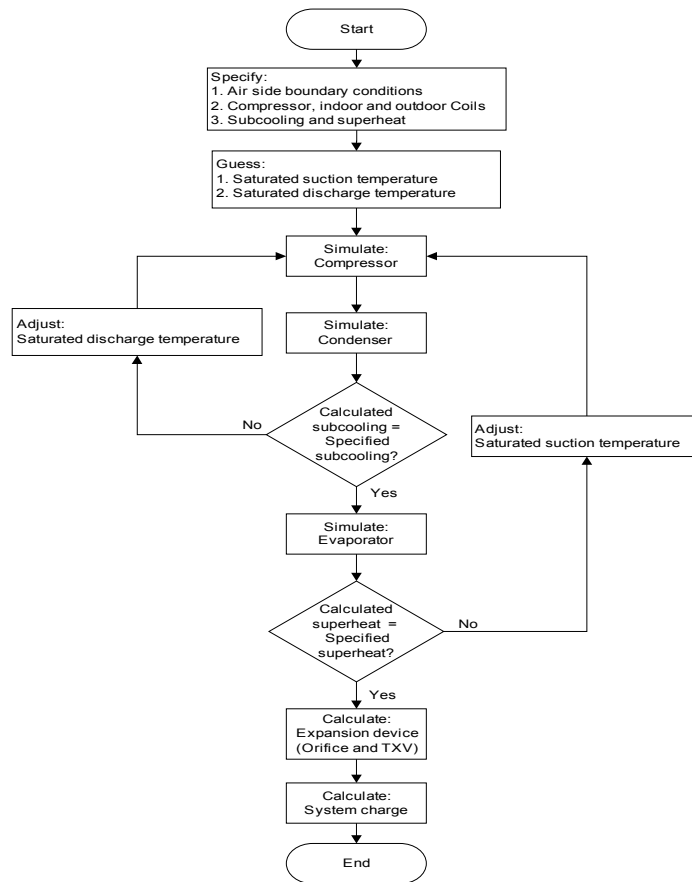 Start
Specify:
1. Air side boundary conditions
2. Compressor, indoor and outdoor Coils
3. Subcooling and superheat
Guess:
1. Saturated suction temperature
2. Saturated discharge temperature
Simulate:
Compressor
Adjust:
Saturated discharge temperature
Simulate:
Condenser
No
Calculated
subcooling =
Specified
subcooling?
Adjust:
Saturated suction temperature
Yes
Simulate:
Evaporator
Calculated
superheat =
Specified
superheat?
No
Yes
Calculate:
Expansion device
(Orifice and TXV)
Calculate:
System charge
End